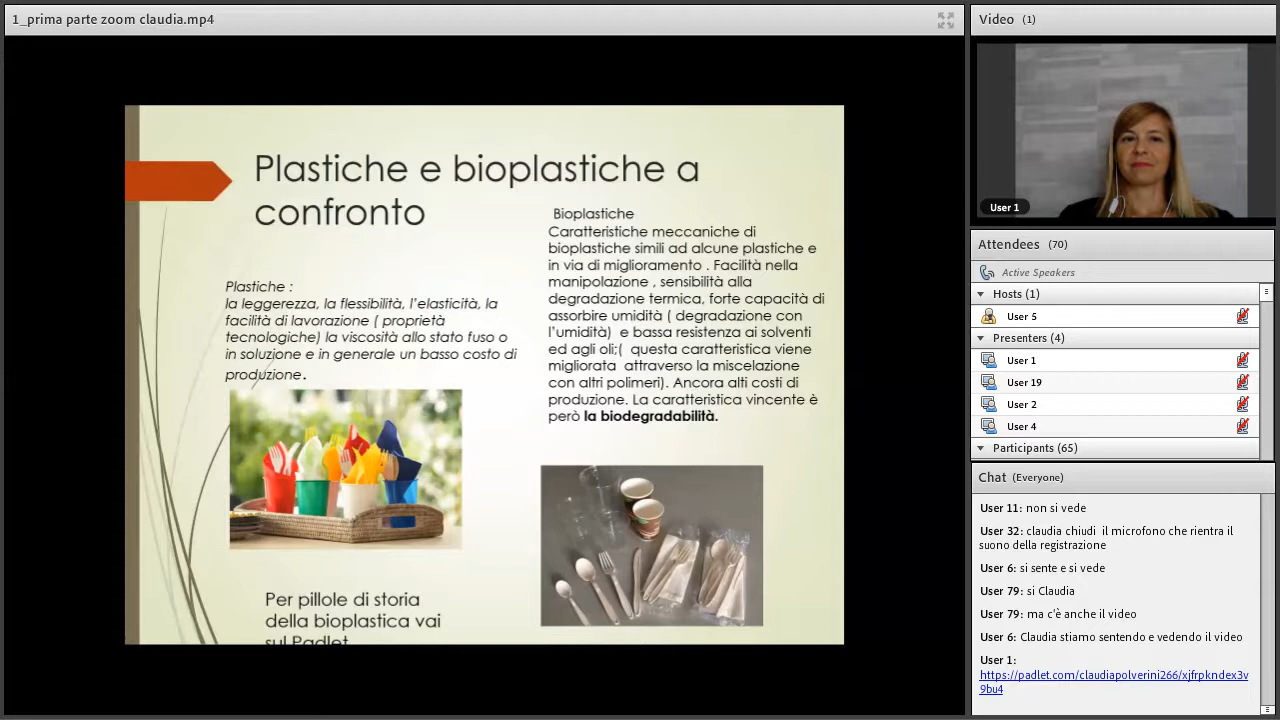 1_prima parte zoom claudia.mp4
Plastiche e bioplastiche a
confronto
Plastiche :
la leggerezza, la flessibilità, l'elasticità, la
facilità di lavorazione ( proprietà
tecnologiche) la viscosità allo stato fuso o
in soluzione e in generale un basso costo di
produzione.
Bioplastiche
Caratteristiche meccaniche di
bioplastiche simili ad alcune plastiche e
in via di miglioramento . Facilità nella
manipolazione , sensibilità alla
degradazione termica, forte capacità di
assorbire umidità ( degradazione con
l'umidità) e bassa resistenza ai solventi
ed agli oli;( questa caratteristica viene
migliorata attraverso la miscelazione
con altri polimeri). Ancora alti costi di
produzione. La caratteristica vincente è
però la biodegradabilità.
Per pillole di storia
della bioplastica vai
sul Padlet
Video (1)
User 1
Attendees (70)
Active Speakers
Hosts (1)
User 5
Presenters (4)
User 1
User 19
User 2
User 4
Participants (65)
Chat (Everyone)
User 11: non si vede
User 32: claudia chiudi il microfono che rientra il
suono della registrazione
User 6: si sente e si vede
User 79: si Claudia
User 79: ma c'è anche il video
User 6: Claudia stiamo sentendo e vedendo il video
User 1:
https://padlet.com/claudiapolverini266/xjfrpkndex3v
9bu4